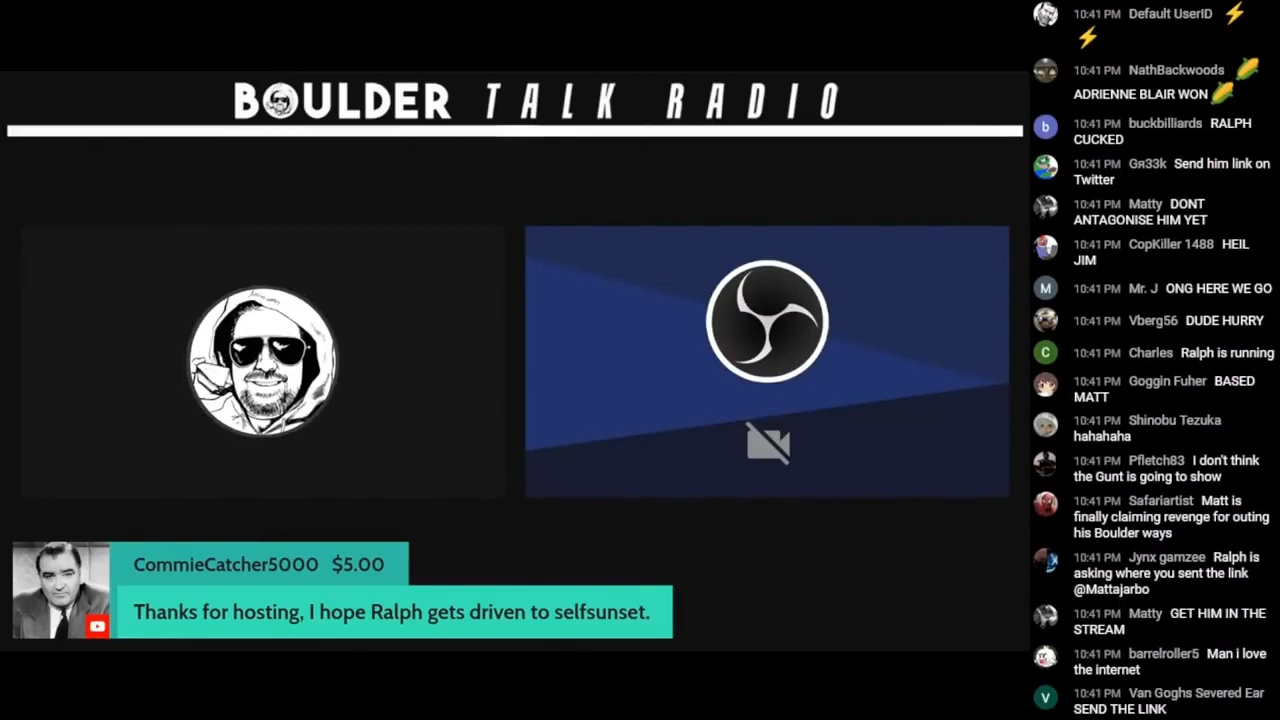 BOULDER TALK RADIO
CommieCatcher5000 $5.00
Thanks for hosting, I hope Ralph gets driven to selfsunset.
10:41 PM Default UserID ⚡
⚡
10:41 PM NathBackwoods 🌽
ADRIENNE BLAIR WON 🌽
b
10:41 PM buckbilliards RALPH
CUCKED
10:41 PM Gя33k Send him link on
Twitter
10:41 PM Matty DONT
ANTAGONISE HIM YET
10:41 PM CopKiller 1488 HEIL
JIM
M
10:41 PM Mr. J ONG HERE WE GO
10:41 PM Vberg56 DUDE HURRY
C
10:41 PM Charles Ralph is running
10:41 PM Goggin Fuher BASED
MATT
10:41 PM Shinobu Tezuka
hahahaha
10:41 PM Pfletch83 I don't think
the Gunt is going to show
10:41 PM Safariartist Matt is
finally claiming revenge for outing
his Boulder ways
10:41 PM Jynx gamzee Ralph is
asking where you sent the link
@Mattajarbo
10:41 PM Matty GET HIM IN THE
STREAM
10:41 PM barrelroller5 Man i love
the internet
V
10:41 PM Van Goghs Severed Ear
SEND THE LINK